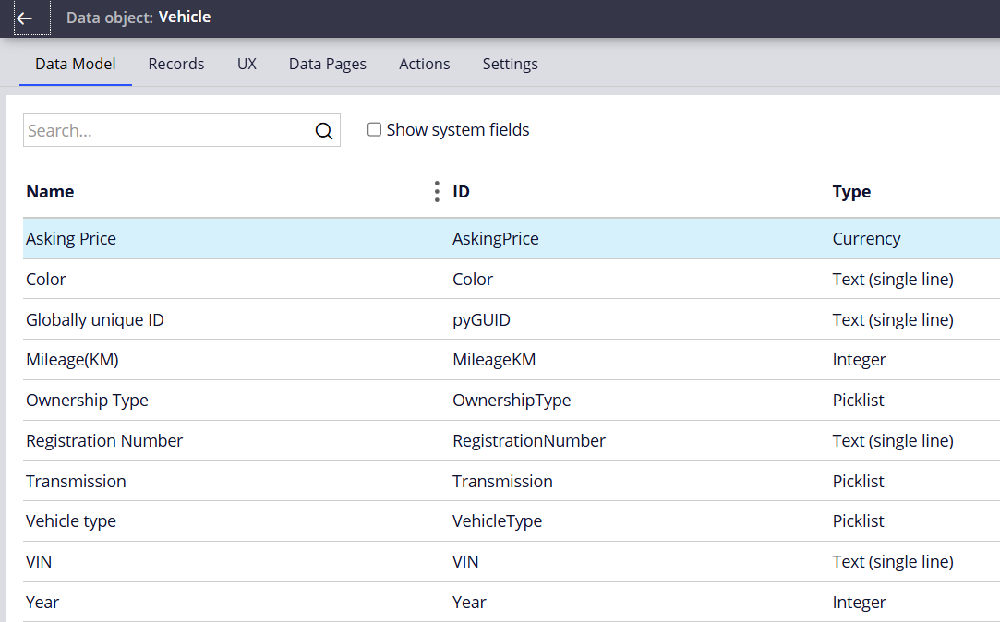 Data object: Vehicle
Data Model Records UX Data Pages Actions Settings
Search... Show system fields
Name ID Type
Asking Price AskingPrice Currency
Color Color Text (single line)
Globally unique ID pyGUID Text (single line)
Mileage(KM) MileageKM Integer
Ownership Type OwnershipType Picklist
Registration Number RegistrationNumber Text (single line)
Transmission Transmission Picklist
Vehicle type VehicleType Picklist
VIN VIN Text (single line)
Year Year Integer